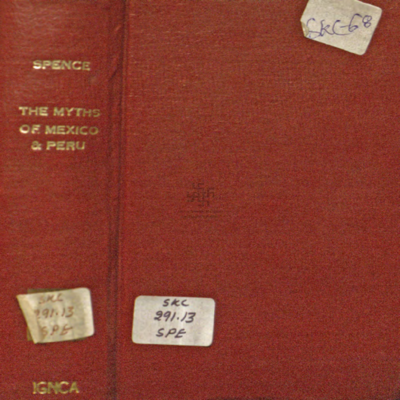 SPENCE
THE MYTHS
OF MEXICO
& PERU
SKC
291.13
SPE
IGNCA
SKC-68
SKC
291.13
SPE